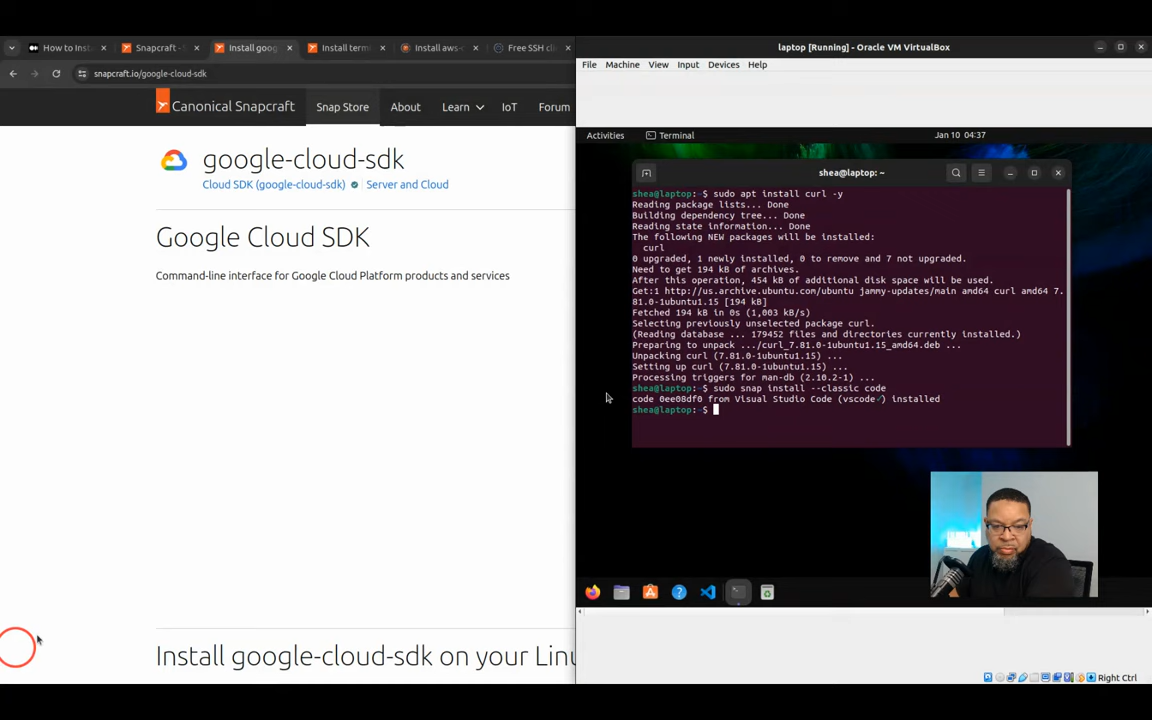 How to Inst
Snapcraft - S
Install goog
Install term
Install aws-c
Free SSH cli
snapcraft.io/google-cloud-sdk
Canonical Snapcraft
Snap Store
About
Learn
IoT
Forum
google-cloud-sdk
Cloud SDK (google-cloud-sdk)
Server and Cloud
Google Cloud SDK
Command-line interface for Google Cloud Platform products and services
Install google-cloud-sdk on your Linu
laptop [Running] - Oracle VM VirtualBox
File Machine View Input Devices Help
Activities
Terminal
Jan 10 04:37
shea@laptop: ~
shea@laptop:~$ sudo apt install curl -y
Reading package lists... Done
Building dependency tree... Done
Reading state information... Done
The following NEW packages will be installed:
curl
0 upgraded, 1 newly installed, 0 to remove and 7 not upgraded.
Need to get 194 kB of archives.
After this operation, 454 kB of additional disk space will be used.
Get:1 http://us.archive.ubuntu.com/ubuntu jammy-updates/main amd64 curl amd64 7.
81.0-1ubuntu1.15 [194 kB]
Fetched 194 kB in 0s (1,003 kB/s)
Selecting previously unselected package curl.
(Reading database ... 179452 files and directories currently installed.)
Preparing to unpack .../curl_7.81.0-1ubuntu1.15_amd64.deb ...
Unpacking curl (7.81.0-1ubuntu1.15) ...
Setting up curl (7.81.0-1ubuntu1.15) ...
Processing triggers for man-db (2.10.2-1) ...
shea@laptop:~$ sudo snap install --classic code
code 0ee08df0 from Visual Studio Code (vscode✓) installed
shea@laptop:~$
Right Ctrl